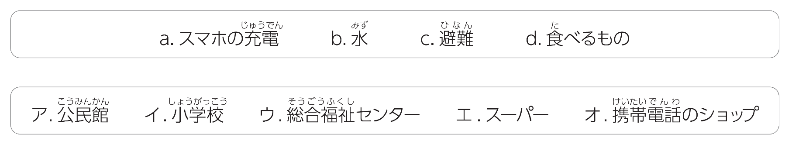 a. スマホの充電 b. 水 c. 避難 d. 食べるもの
ア. 公民館 イ. 小学校 ウ. 総合福祉センター エ. スーパー オ. 携帯電話のショップ